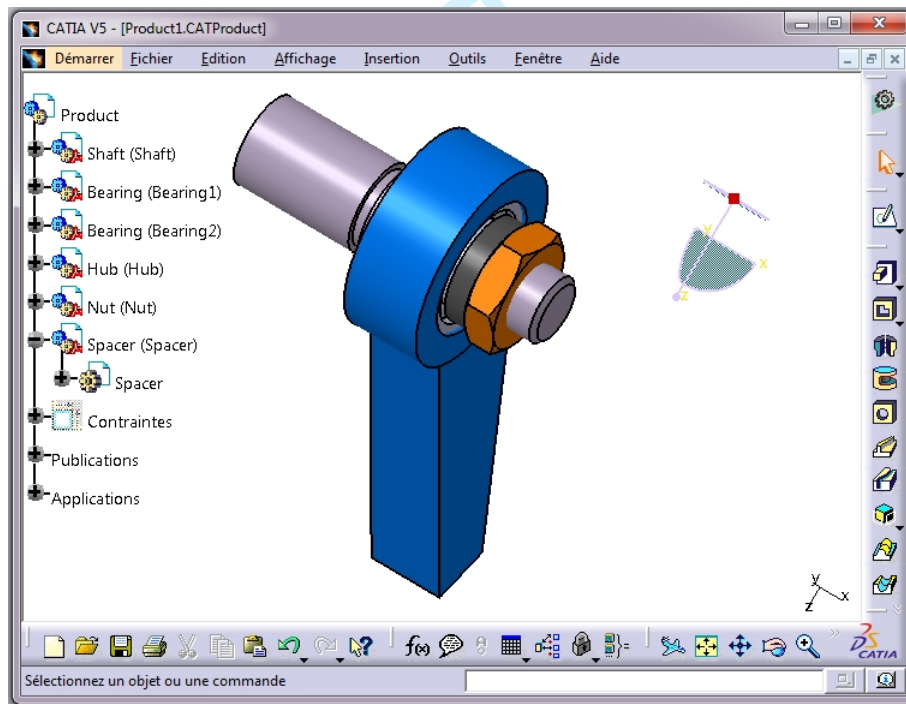 CATIA V5 - [Product1.CATProduct]
Démarrer Fichier Edition Affichage Insertion Outils Fenêtre Aide
Product
Shaft (Shaft)
Bearing (Bearing1)
Bearing (Bearing2)
Hub (Hub)
Nut (Nut)
Spacer (Spacer)
Spacer
Contraintes
Publications
Applications
y
x
z
y
x
z
f(x)
CATIA
Sélectionnez un objet ou une commande